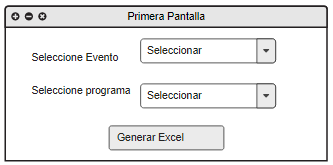 Primera Pantalla
Seleccione Evento
Seleccionar
Seleccione programa
Seleccionar
Generar Excel